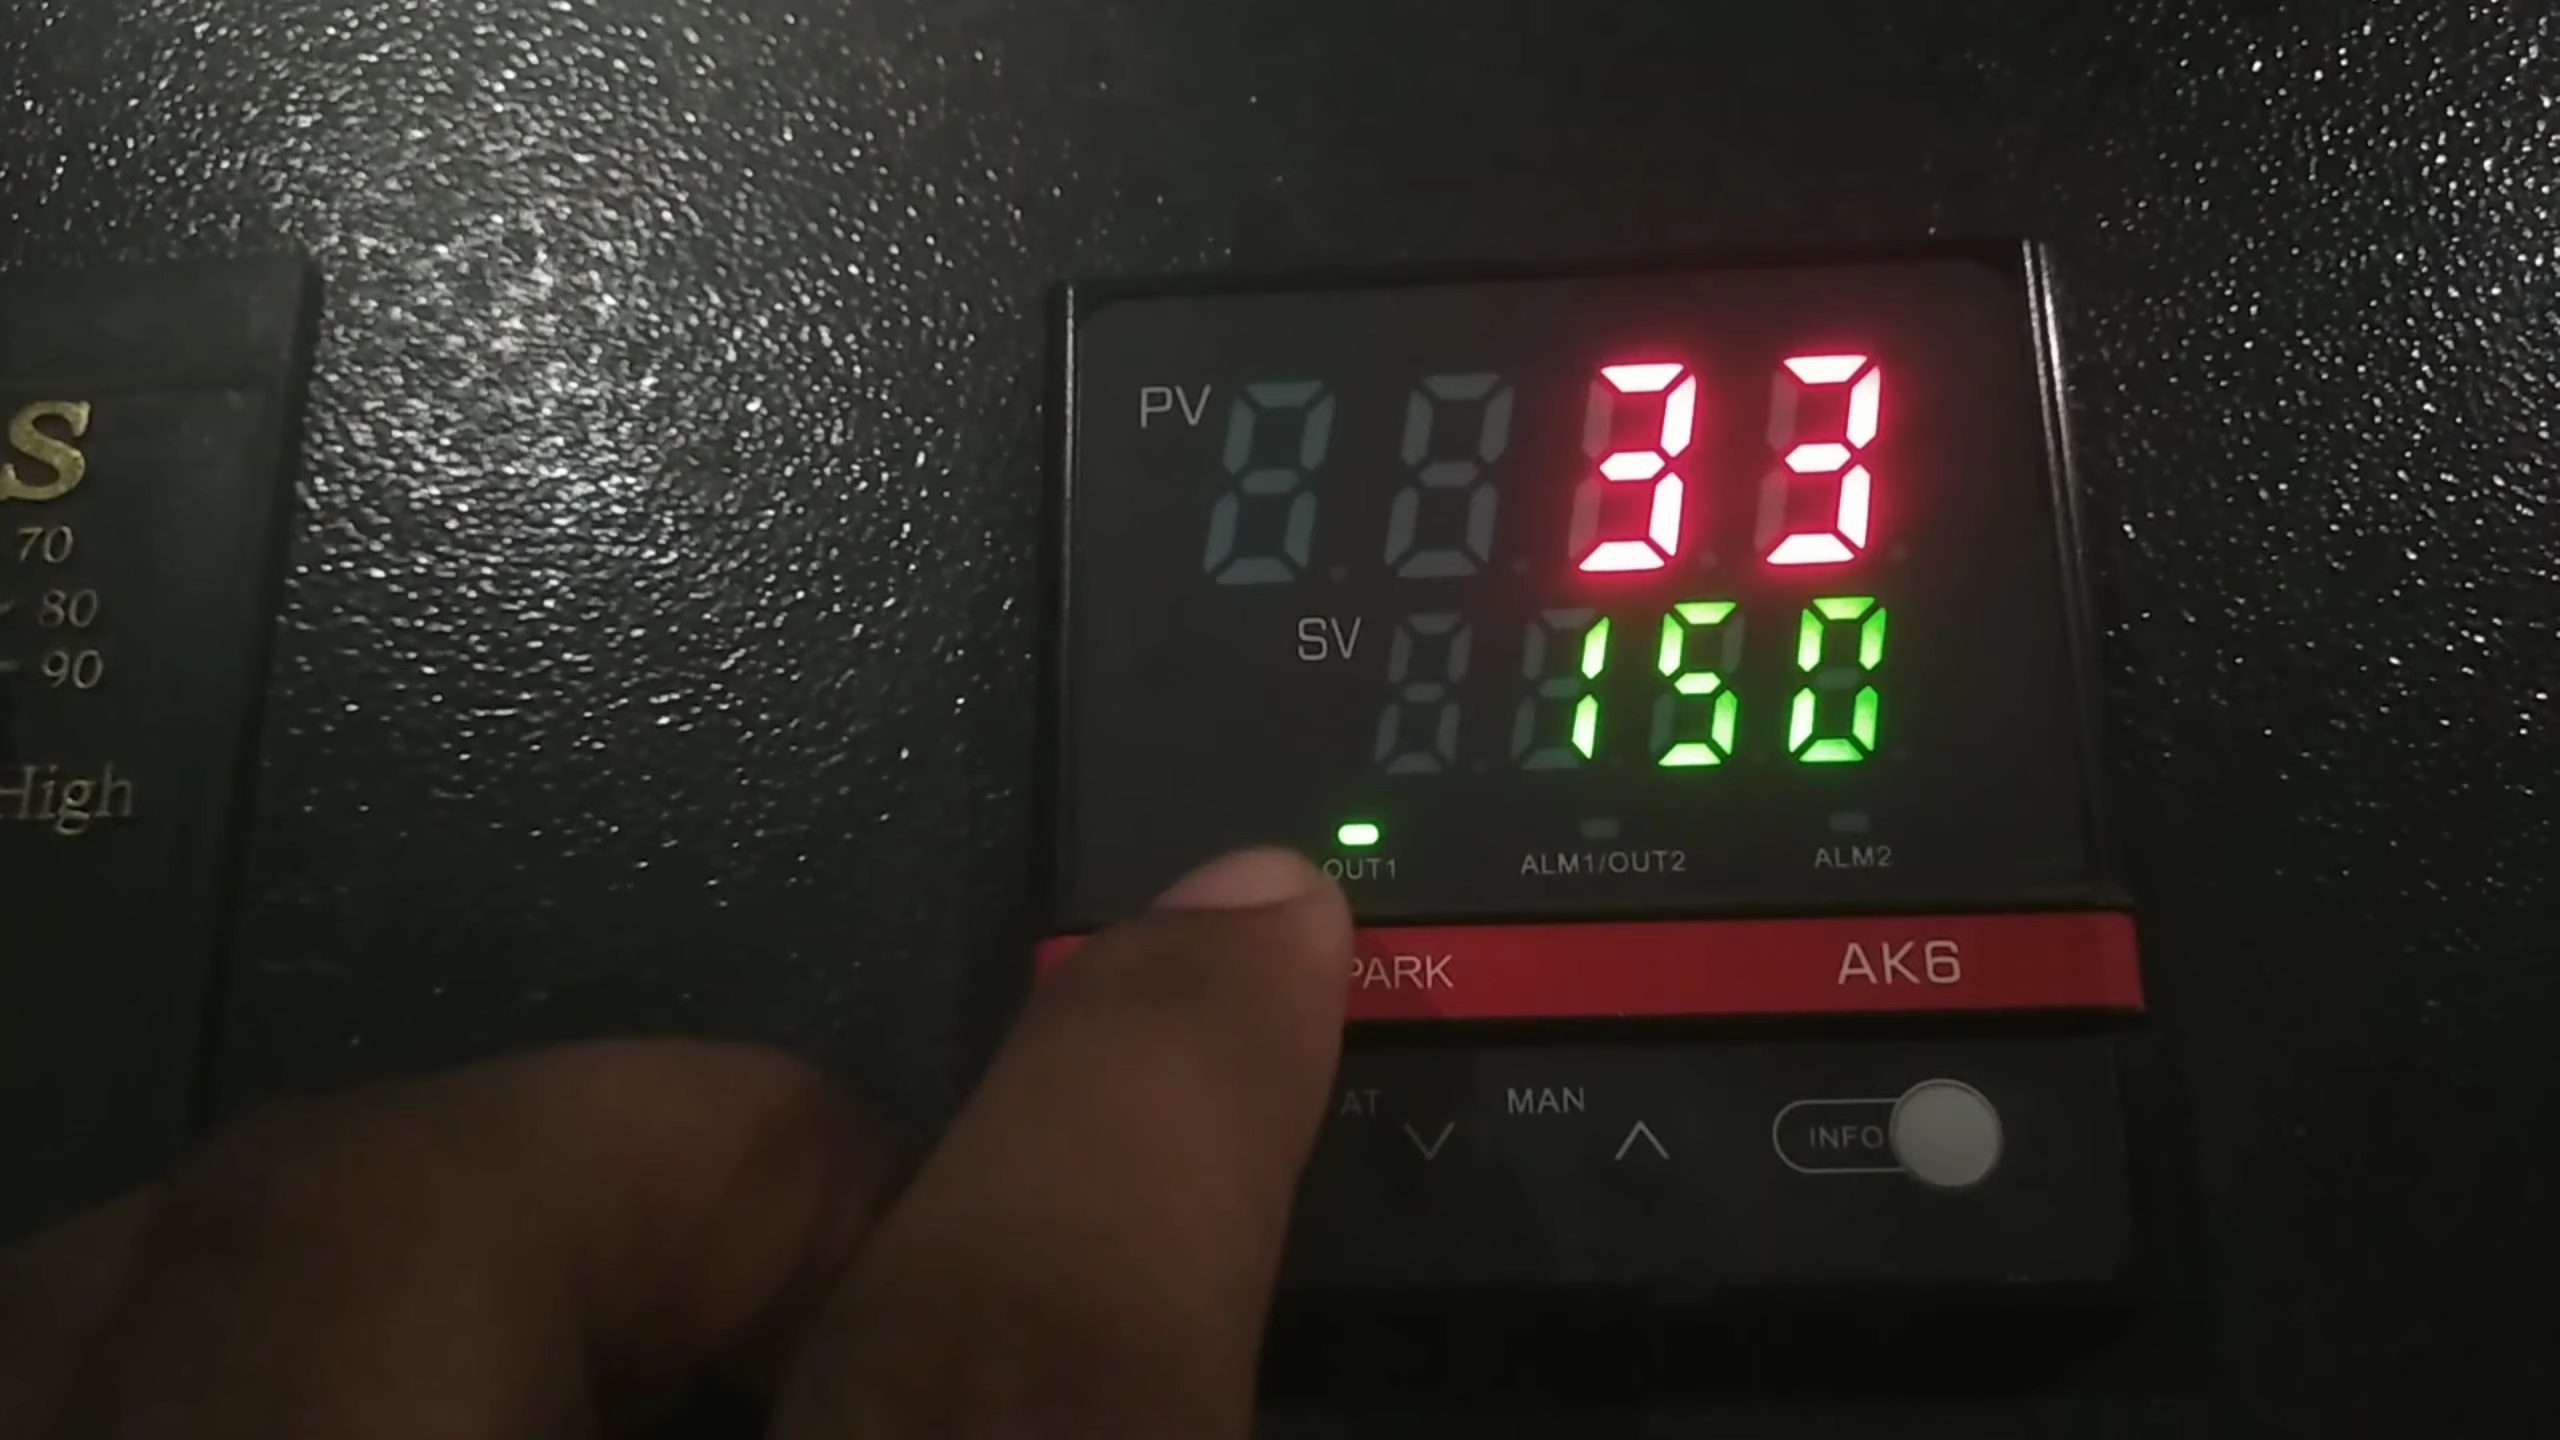 S
70
80
90
High
PV 33
SV 150
OUT1 ALM1/OUT2 ALM2
PARK AK6
AT MAN INFO